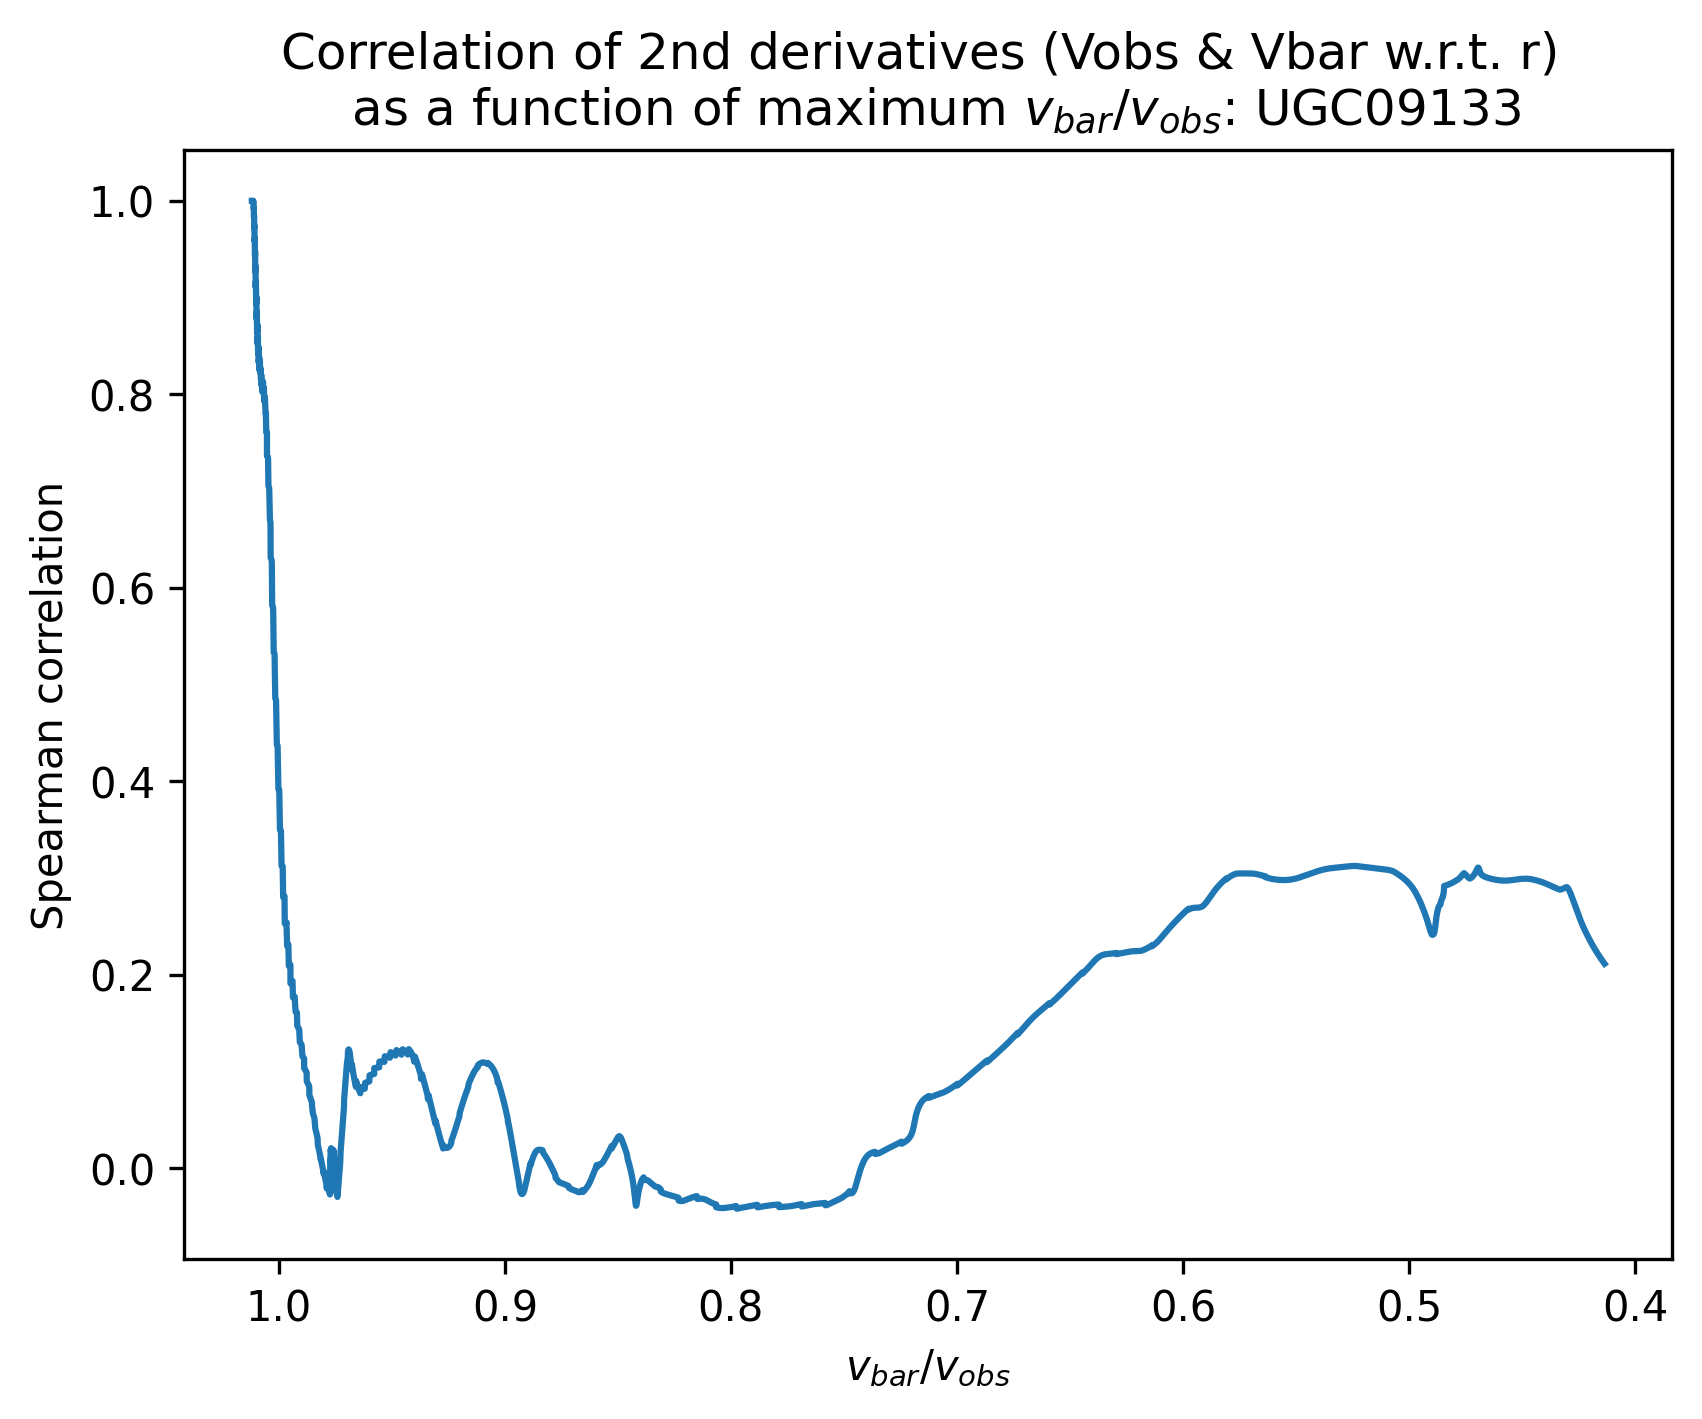 Correlation of 2nd derivatives (Vobs & Vbar w.r.t. r)
as a function of maximum v_bar/v_obs: UGC09133
Spearman correlation
1.0
0.8
0.6
0.4
0.2
0.0
1.0 0.9 0.8 0.7 0.6 0.5 0.4
v_bar/v_obs